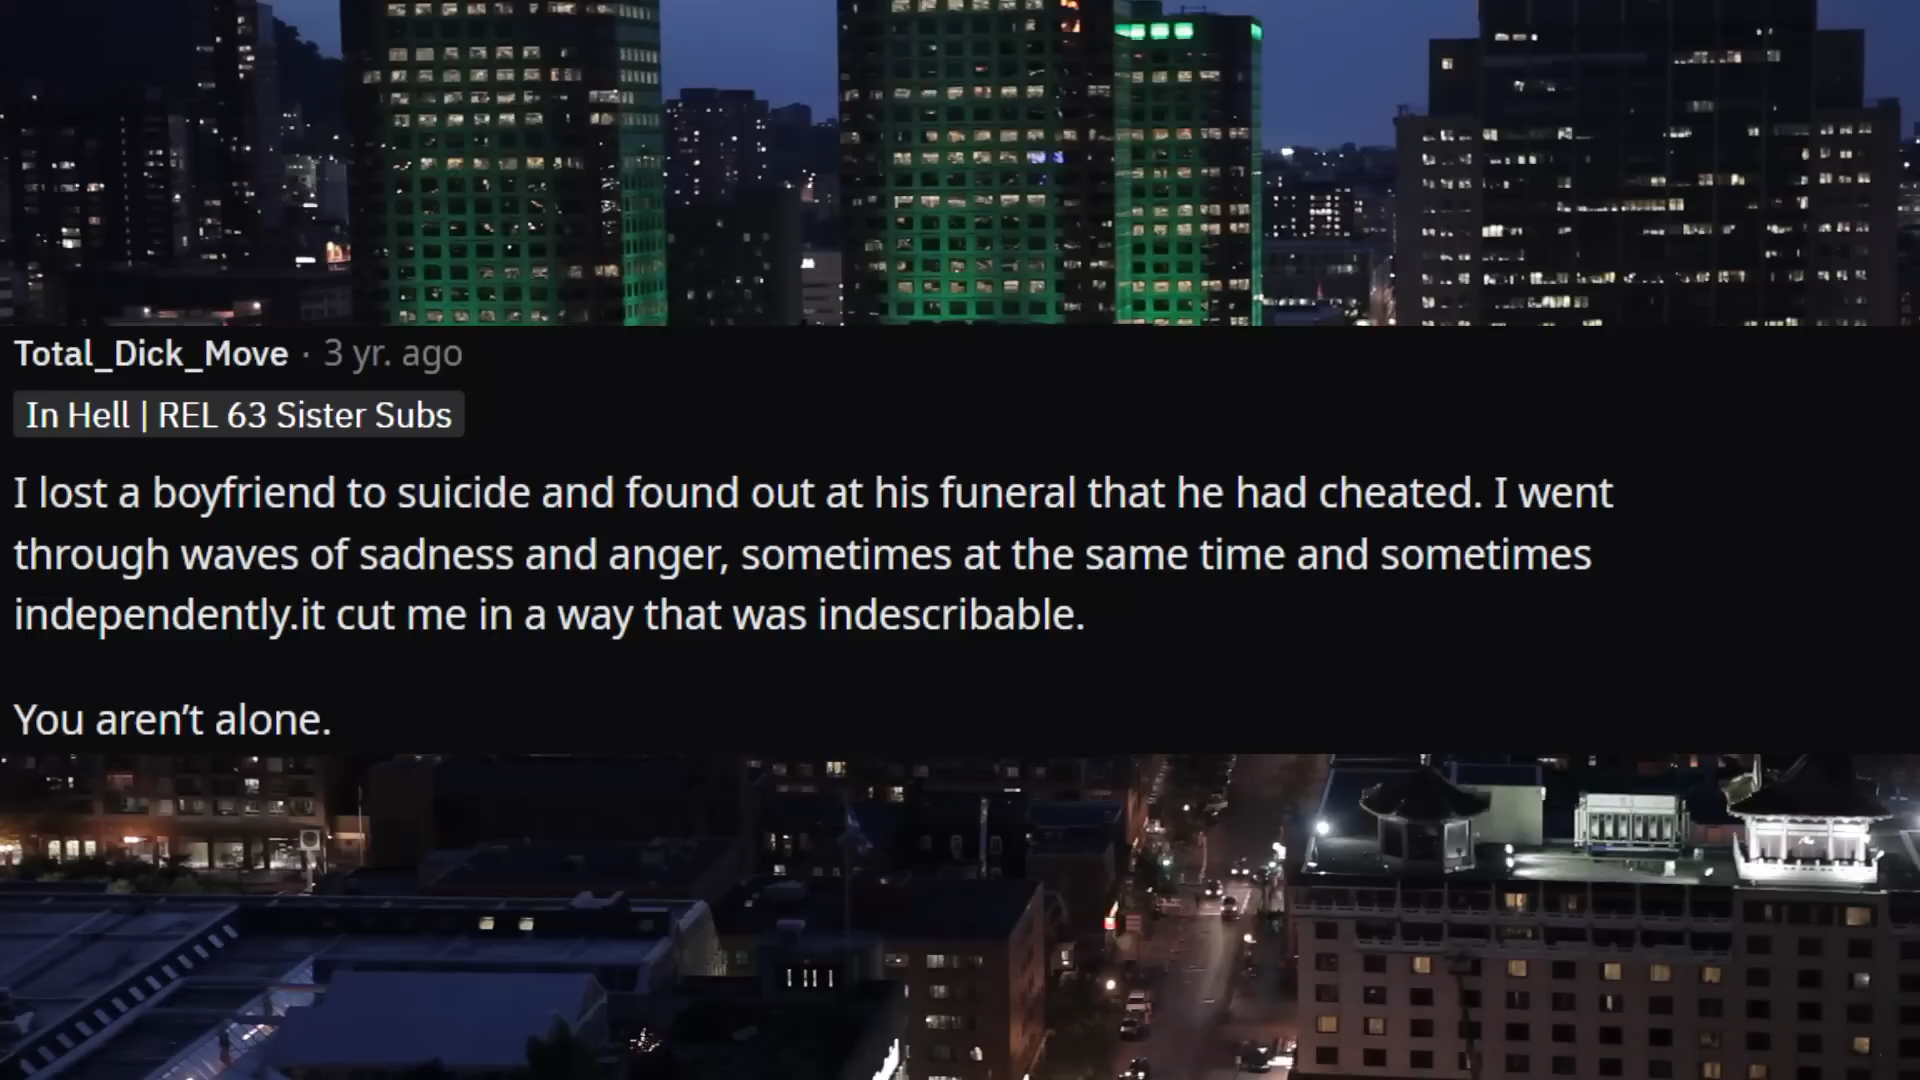 Total_Dick_Move · 3 yr. ago
In Hell | REL 63 Sister Subs
I lost a boyfriend to suicide and found out at his funeral that he had cheated. I went
through waves of sadness and anger, sometimes at the same time and sometimes
independently.it cut me in a way that was indescribable.
You aren’t alone.